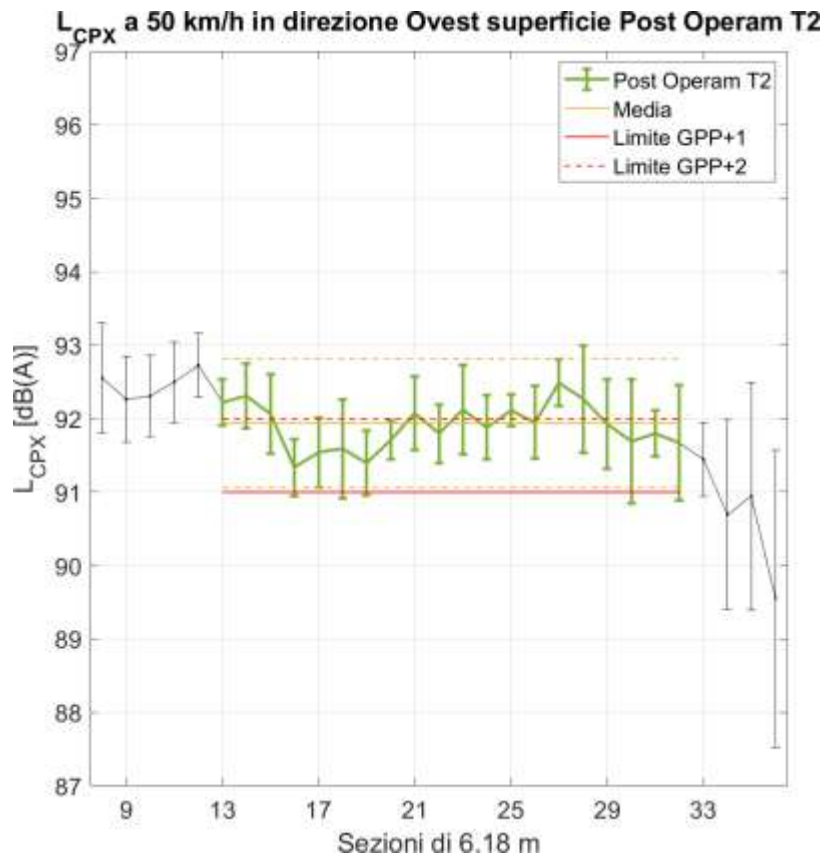 L_CPX a 50 km/h in direzione Ovest superficie Post Operam T2
97
96
95
94
93
92
91
90
89
88
87
L_CPX [dB(A)]
Post Operam T2
Media
Limite GPP+1
Limite GPP+2
9 13 17 21 25 29 33
Sezioni di 6.18 m